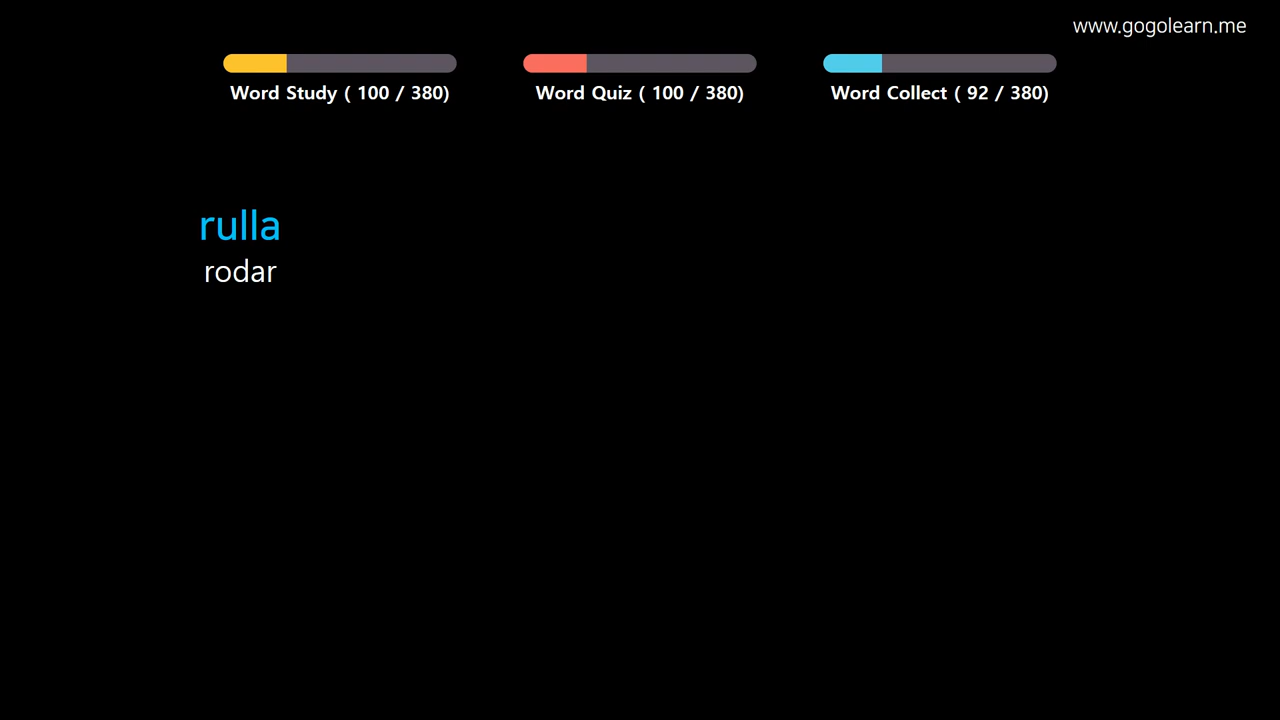 www.gogolearn.me
Word Study ( 100 / 380)
Word Quiz ( 100 / 380)
Word Collect ( 92 / 380)
rulla
rodar